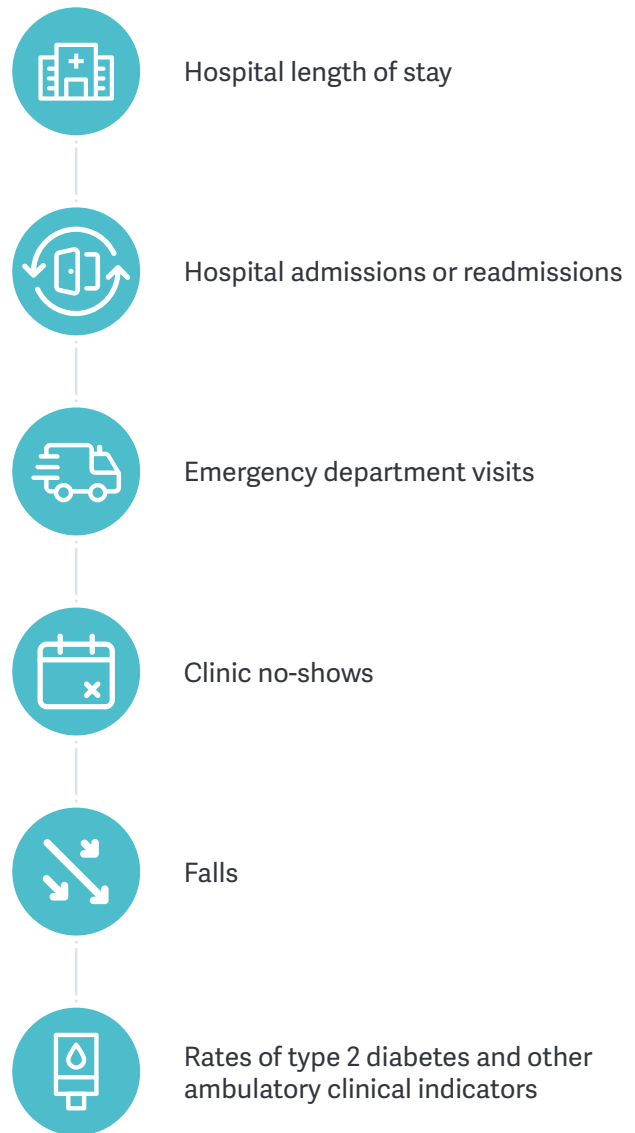 Hospital length of stay
Hospital admissions or readmissions
Emergency department visits
Clinic no-shows
Falls
Rates of type 2 diabetes and other
ambulatory clinical indicators